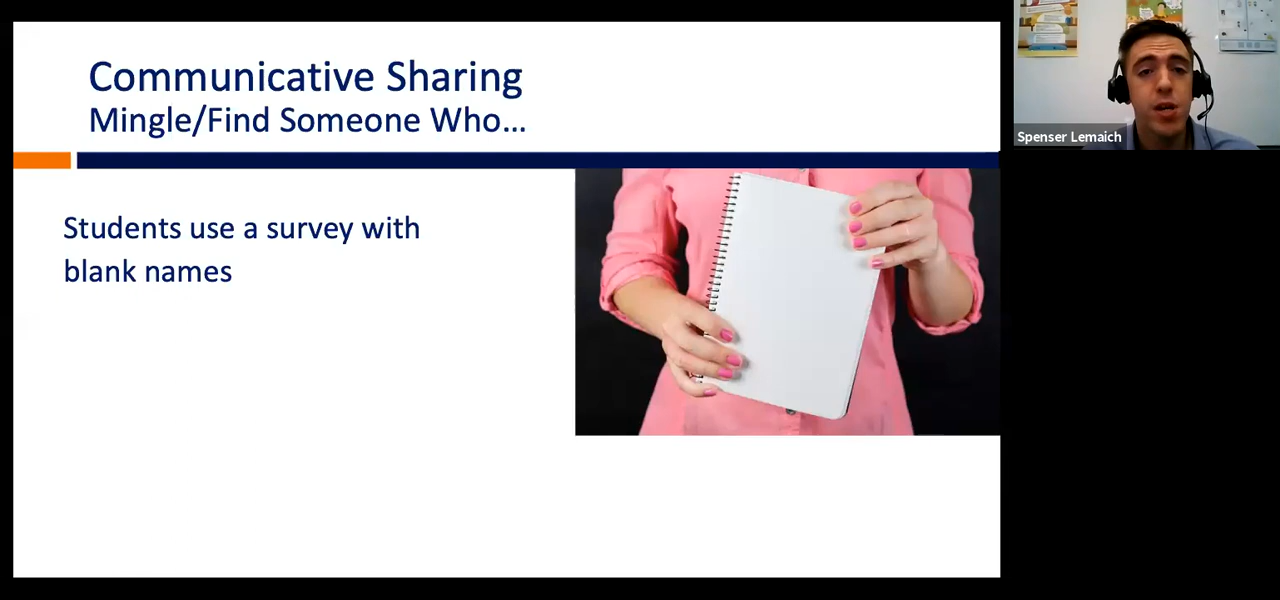 Communicative Sharing
Mingle/Find Someone Who...
Students use a survey with
blank names
Spenser Lemaich